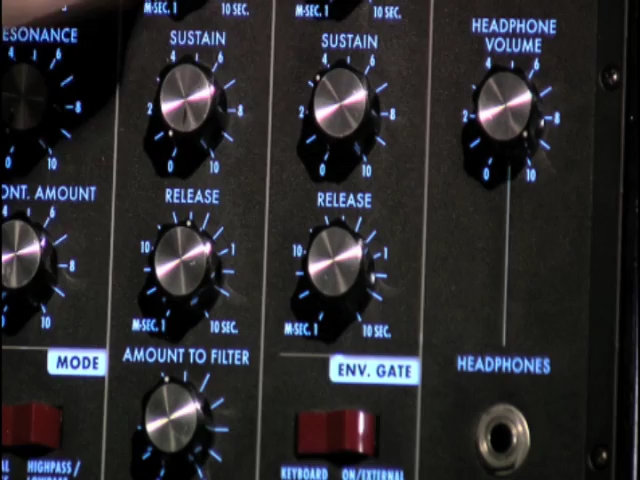 M-SEC. 1 10 SEC. M-SEC. 1 10 SEC.
HEADPHONE
VOLUME
ESONANCE SUSTAIN SUSTAIN
4 6 4 6 4 6 4 6
8 2 8 2 8 2 8
0 10 0 10 0 10 0 10
ONT. AMOUNT RELEASE RELEASE
4 6
8 10 1 10 1
10 M-SEC. 1 10 SEC. M-SEC. 1 10 SEC.
MODE AMOUNT TO FILTER ENV. GATE HEADPHONES
HIGHPASS / KEYBOARD ON/EXTERNAL